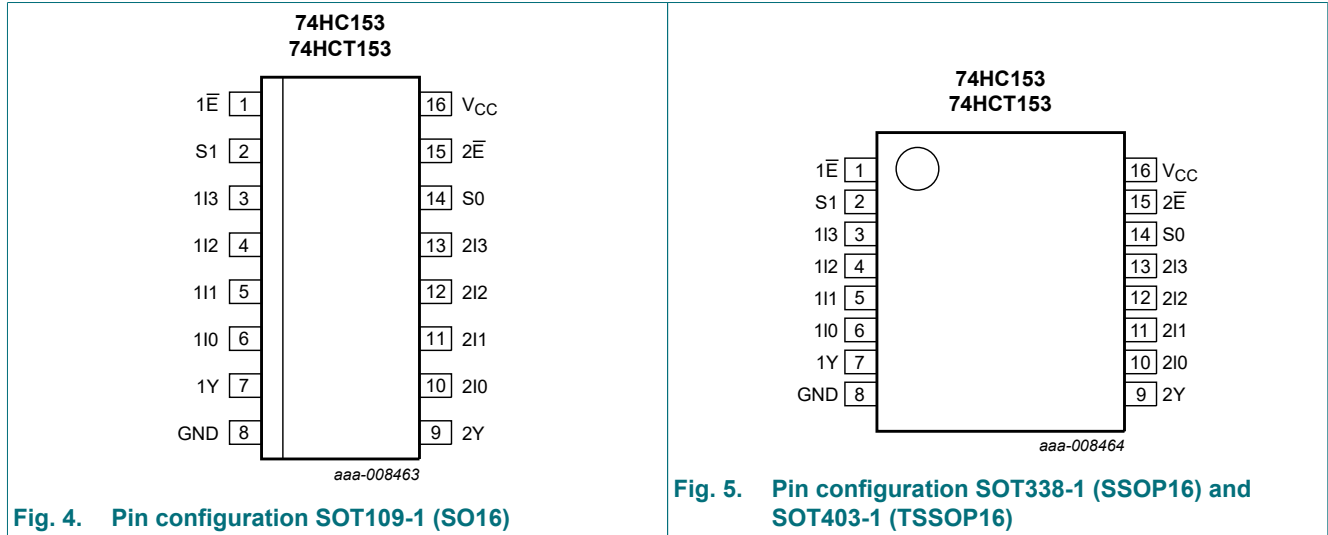 74HC153
74HCT153
1E̅ 1
16 VCC
S1 2
15 2E̅
1I3 3
14 S0
1I2 4
13 2I3
1I1 5
12 2I2
1I0 6
11 2I1
1Y 7
10 2I0
GND 8
9 2Y
aaa-008463
Fig. 4. Pin configuration SOT109-1 (SO16)
74HC153
74HCT153
1E̅ 1
16 VCC
S1 2
15 2E̅
1I3 3
14 S0
1I2 4
13 2I3
1I1 5
12 2I2
1I0 6
11 2I1
1Y 7
10 2I0
GND 8
9 2Y
aaa-008464
Fig. 5. Pin configuration SOT338-1 (SSOP16) and
SOT403-1 (TSSOP16)